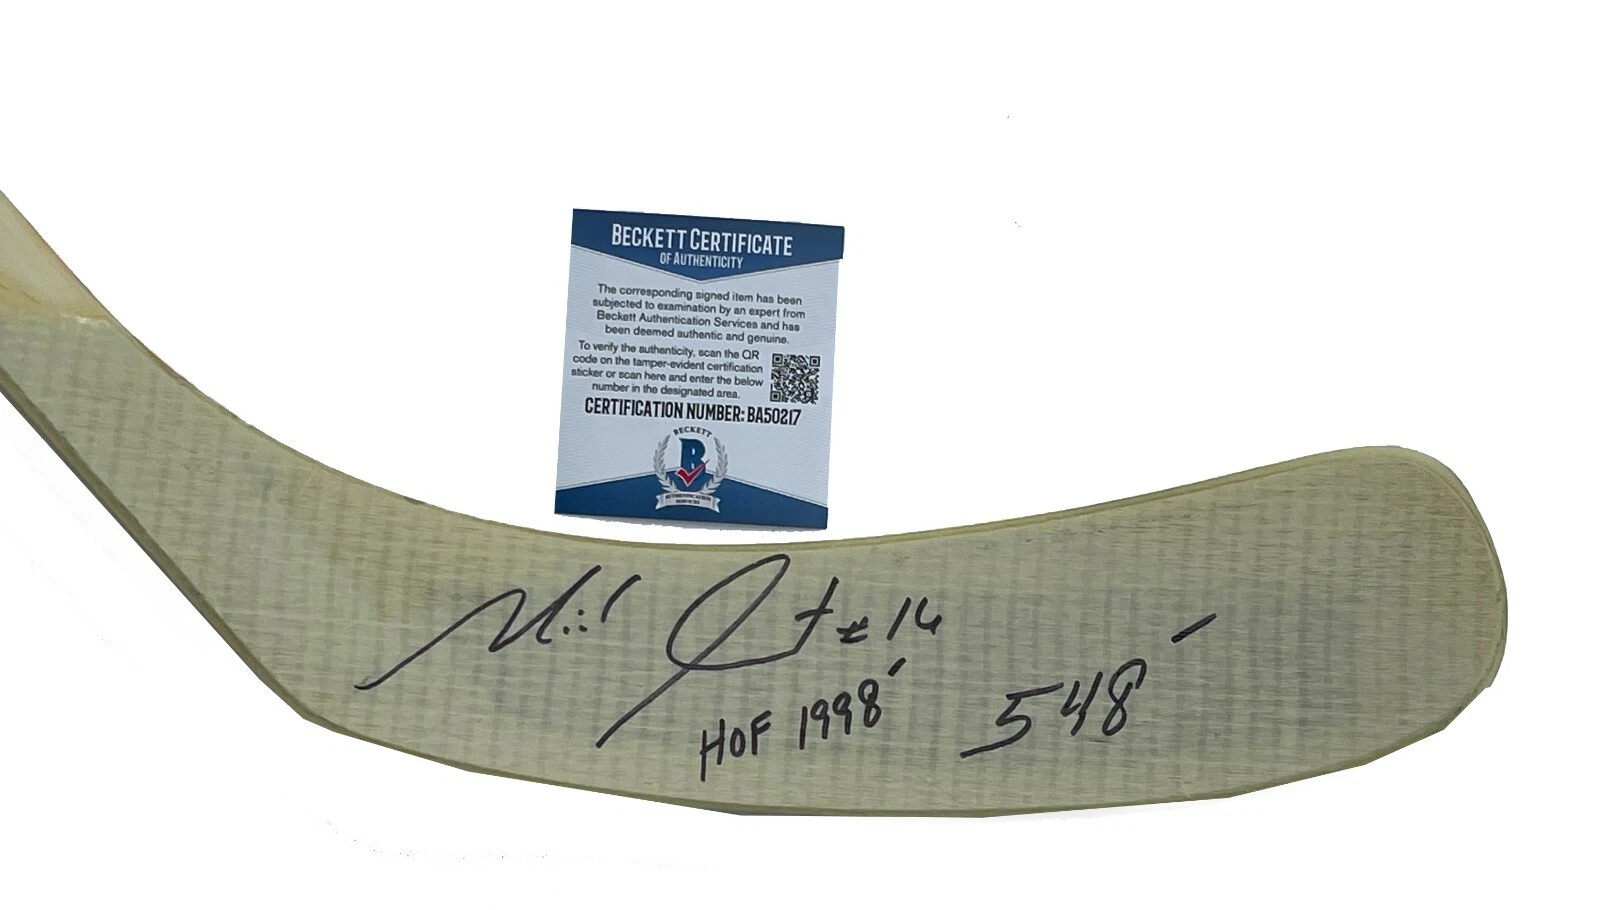 BECKETT CERTIFICATE
OF AUTHENTICITY
The corresponding signed item has been
subjected to examination by an expert from
Beckett Authentication Services and has
been deemed authentic and genuine.
To verify the authenticity, scan the QR
code on the tamper-evident certification
sticker or scan here and enter the below
number in the designated area.
CERTIFICATION NUMBER: BA50217
BECKETT
B
AUTHENTICATION
SERVICES
# 16
HOF 1998'
548'